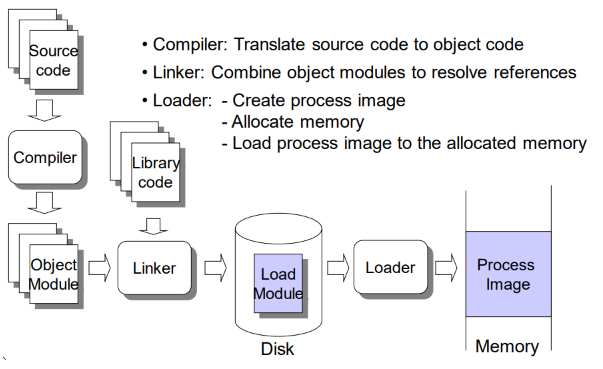 Source
code
• Compiler: Translate source code to object code
• Linker: Combine object modules to resolve references
• Loader: - Create process image
- Allocate memory
- Load process image to the allocated memory
Compiler
Library
code
Object
Module
Linker
Load
Module
Disk
Loader
Process
Image
Memory